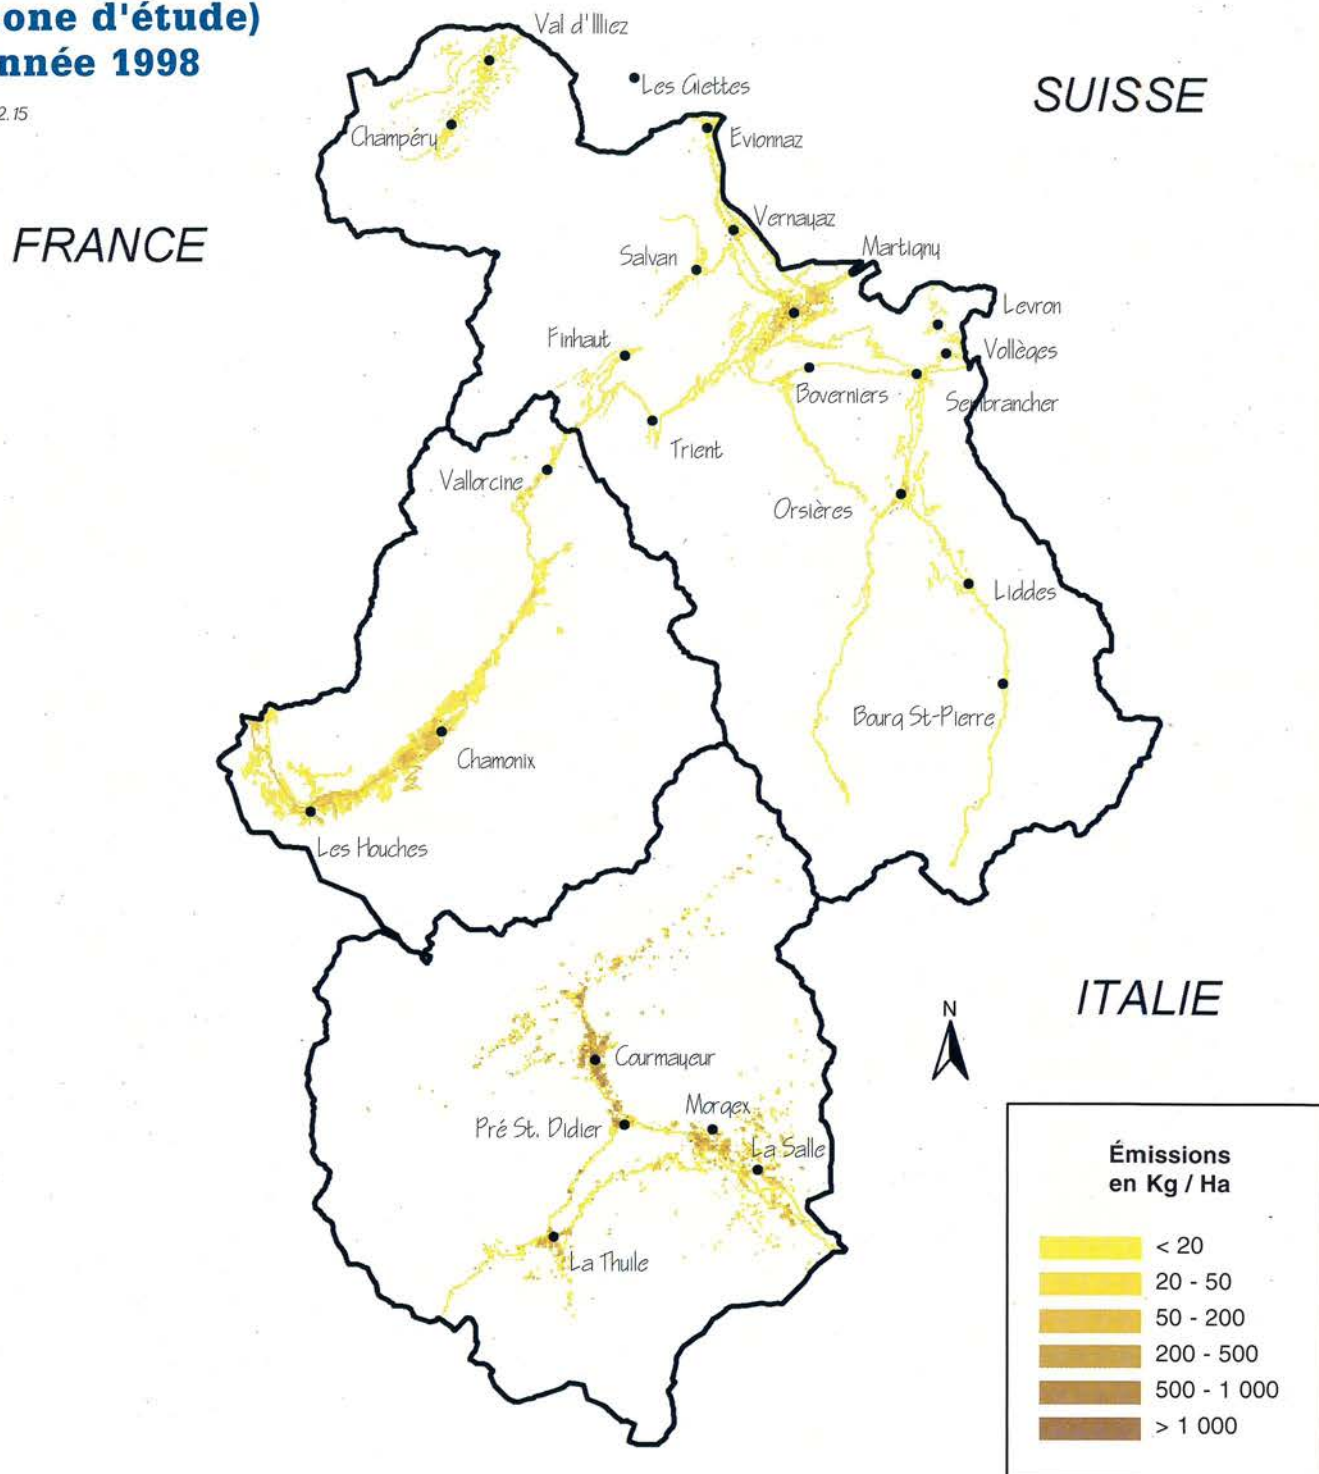 one d'étude)
nnée 1998
2.15
Val d'Illiez
Les Giettes
SUISSE
Champéry
Evionnaz
FRANCE
Vernayaz
Martigny
Salvan
Levron
Finhaut
Vollèges
Boverniers
Sembrancher
Trient
Vallorcine
Orsières
Liddes
Bourg St-Pierre
Chamonix
Les Houches
ITALIE
N
Courmayeur
Morgex
Pré St. Didier
La Salle
La Thuile
Émissions
en Kg / Ha
< 20
20 - 50
50 - 200
200 - 500
500 - 1 000
> 1 000